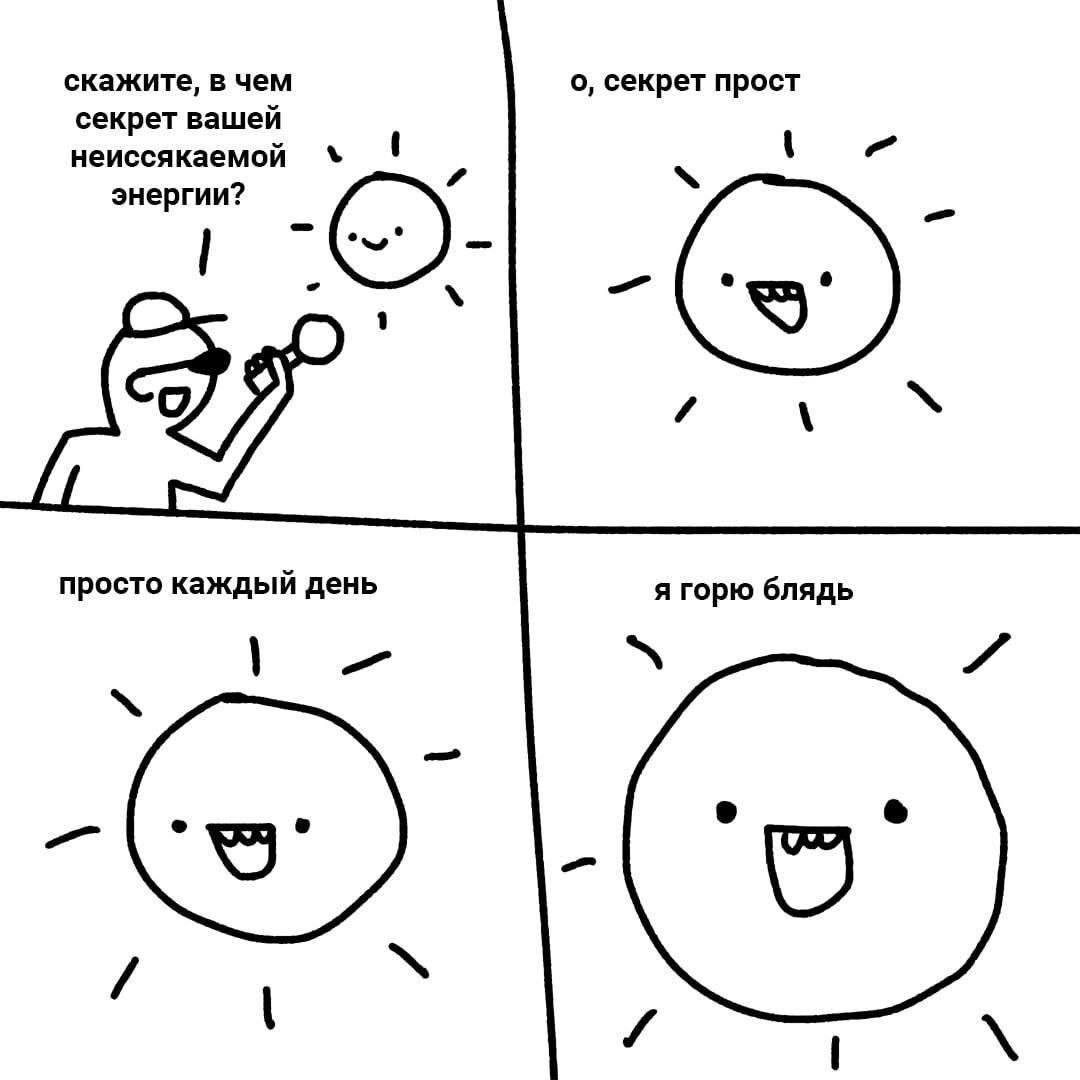 скажите, в чем
секрет вашей
неиссякаемой
энергии?
о, секрет прост
просто каждый день
я горю блядь